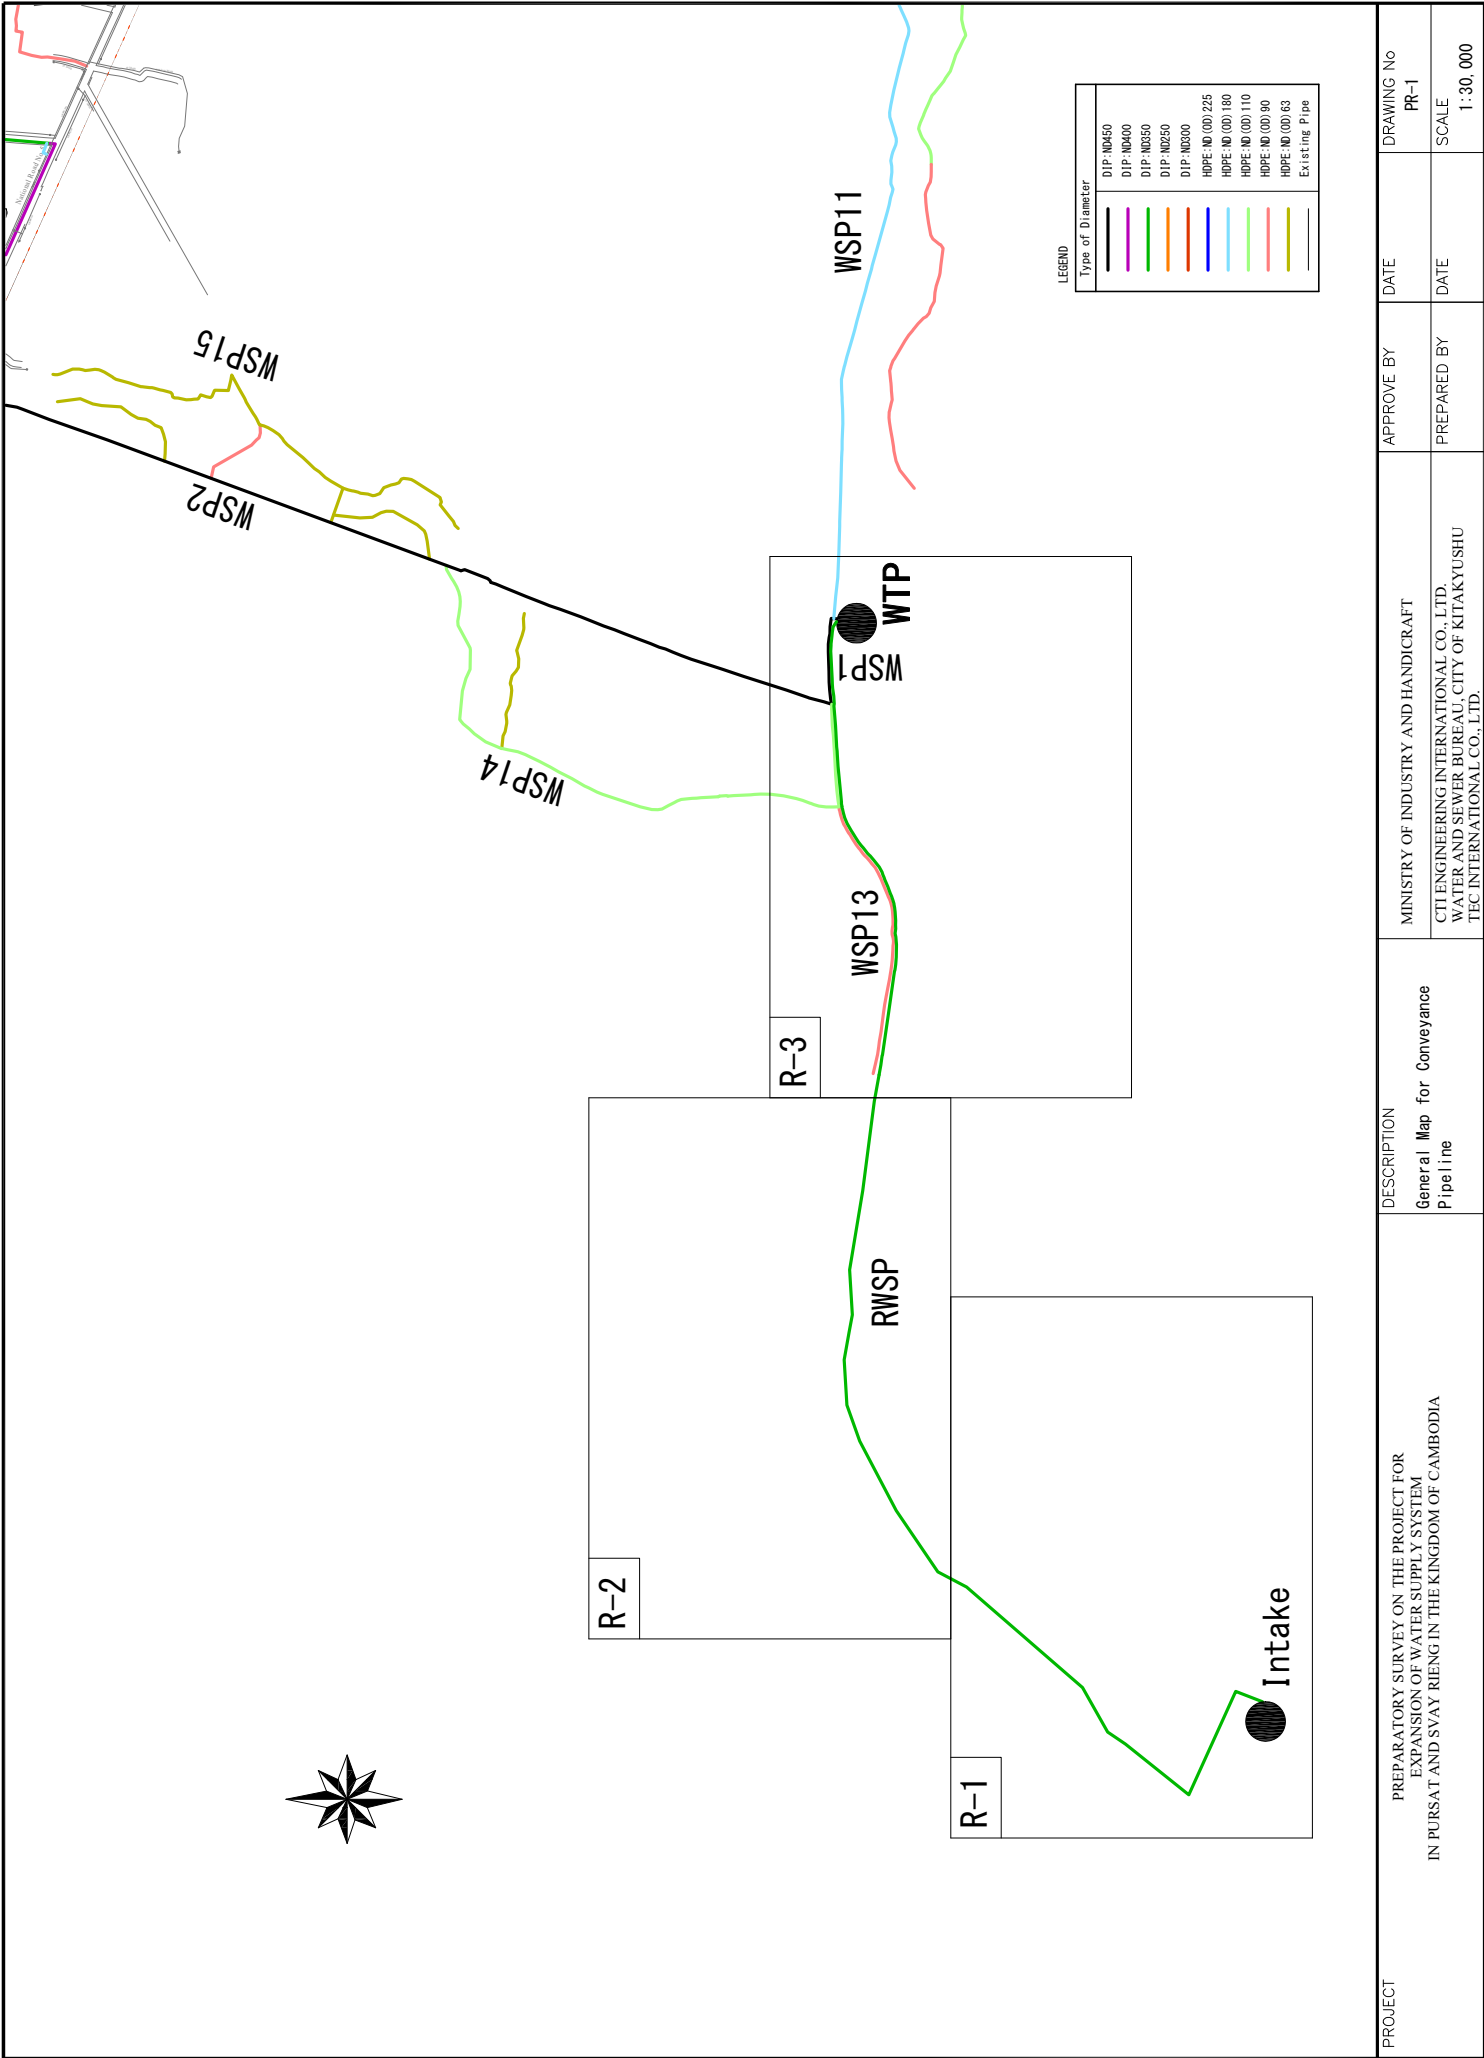 WSP15
WSP2
WSP14
WSP11
WTP
WSP1
WSP13
RWSP
R-3
R-2
R-1
Intake
National Road No.
LEGEND
Type of Diameter
DIP:ND450
DIP:ND400
DIP:ND350
DIP:ND250
DIP:ND300
HDPE:ND(OD)225
HDPE:ND(OD)180
HDPE:ND(OD)110
HDPE:ND(OD)90
HDPE:ND(OD)63
Existing Pipe
PROJECT
PREPARATORY SURVEY ON THE PROJECT FOR
EXPANSION OF WATER SUPPLY SYSTEM
IN PURSAT AND SVAY RIENG IN THE KINGDOM OF CAMBODIA
DESCRIPTION
General Map for Conveyance
Pipeline
MINISTRY OF INDUSTRY AND HANDICRAFT
CTI ENGINEERING INTERNATIONAL CO., LTD.
WATER AND SEWER BUREAU, CITY OF KITAKYUSHU
TEC INTERNATIONAL CO., LTD.
APPROVE BY
PREPARED BY
DATE
DATE
DRAWING No
PR-1
SCALE
1:30,000